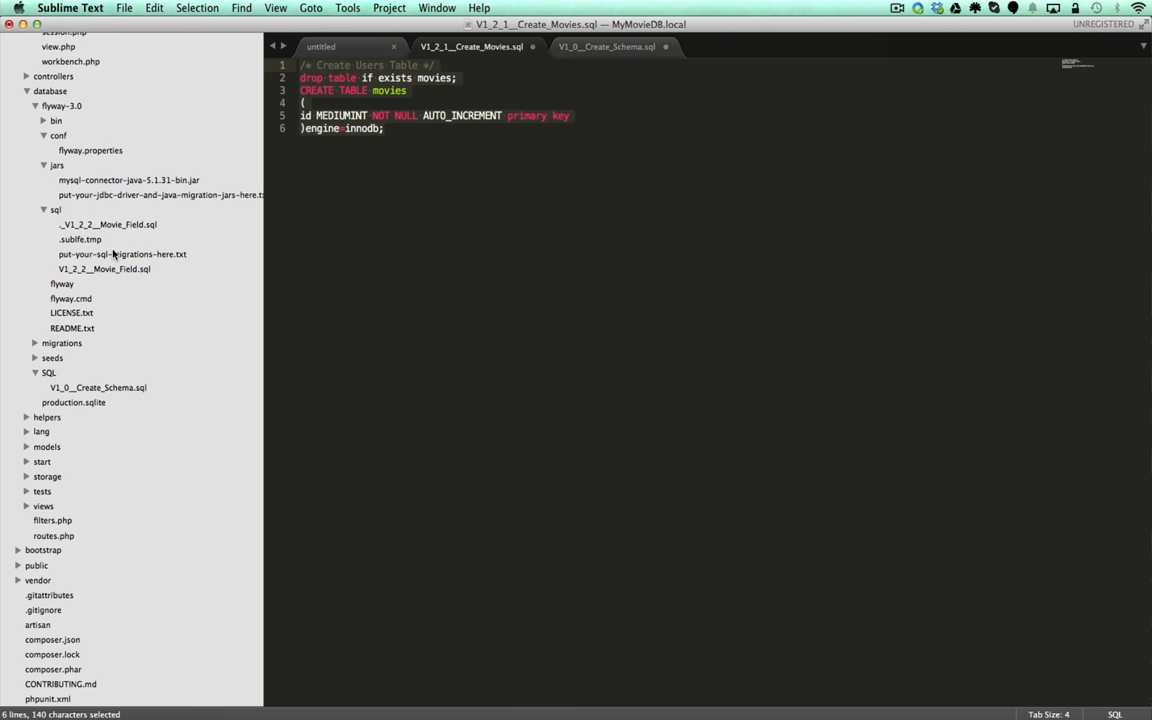 Sublime Text File Edit Selection Find View Goto Tools Project Window Help
V1_2_1__Create_Movies.sql — MyMovieDB.local
UNREGISTERED
session.php
view.php
workbench.php
controllers
database
flyway-3.0
bin
conf
flyway.properties
jars
mysql-connector-java-5.1.31-bin.jar
put-your-jdbc-driver-and-java-migration-jars-here.t
sql
._V1_2_2__Movie_Field.sql
.sublfe.tmp
put-your-sql-migrations-here.txt
V1_2_2__Movie_Field.sql
flyway
flyway.cmd
LICENSE.txt
README.txt
migrations
seeds
SQL
V1_0__Create_Schema.sql
production.sqlite
helpers
lang
models
start
storage
tests
views
filters.php
routes.php
bootstrap
public
vendor
.gitattributes
.gitignore
artisan
composer.json
composer.lock
composer.phar
CONTRIBUTING.md
phpunit.xml
untitled
V1_2_1__Create_Movies.sql
V1_0__Create_Schema.sql
1 /* Create Users Table */
2 drop table if exists movies;
3 CREATE TABLE movies
4 (
5 id MEDIUMINT NOT NULL AUTO_INCREMENT primary key
6 )engine=innodb;
6 lines, 140 characters selected
Tab Size: 4
SQL